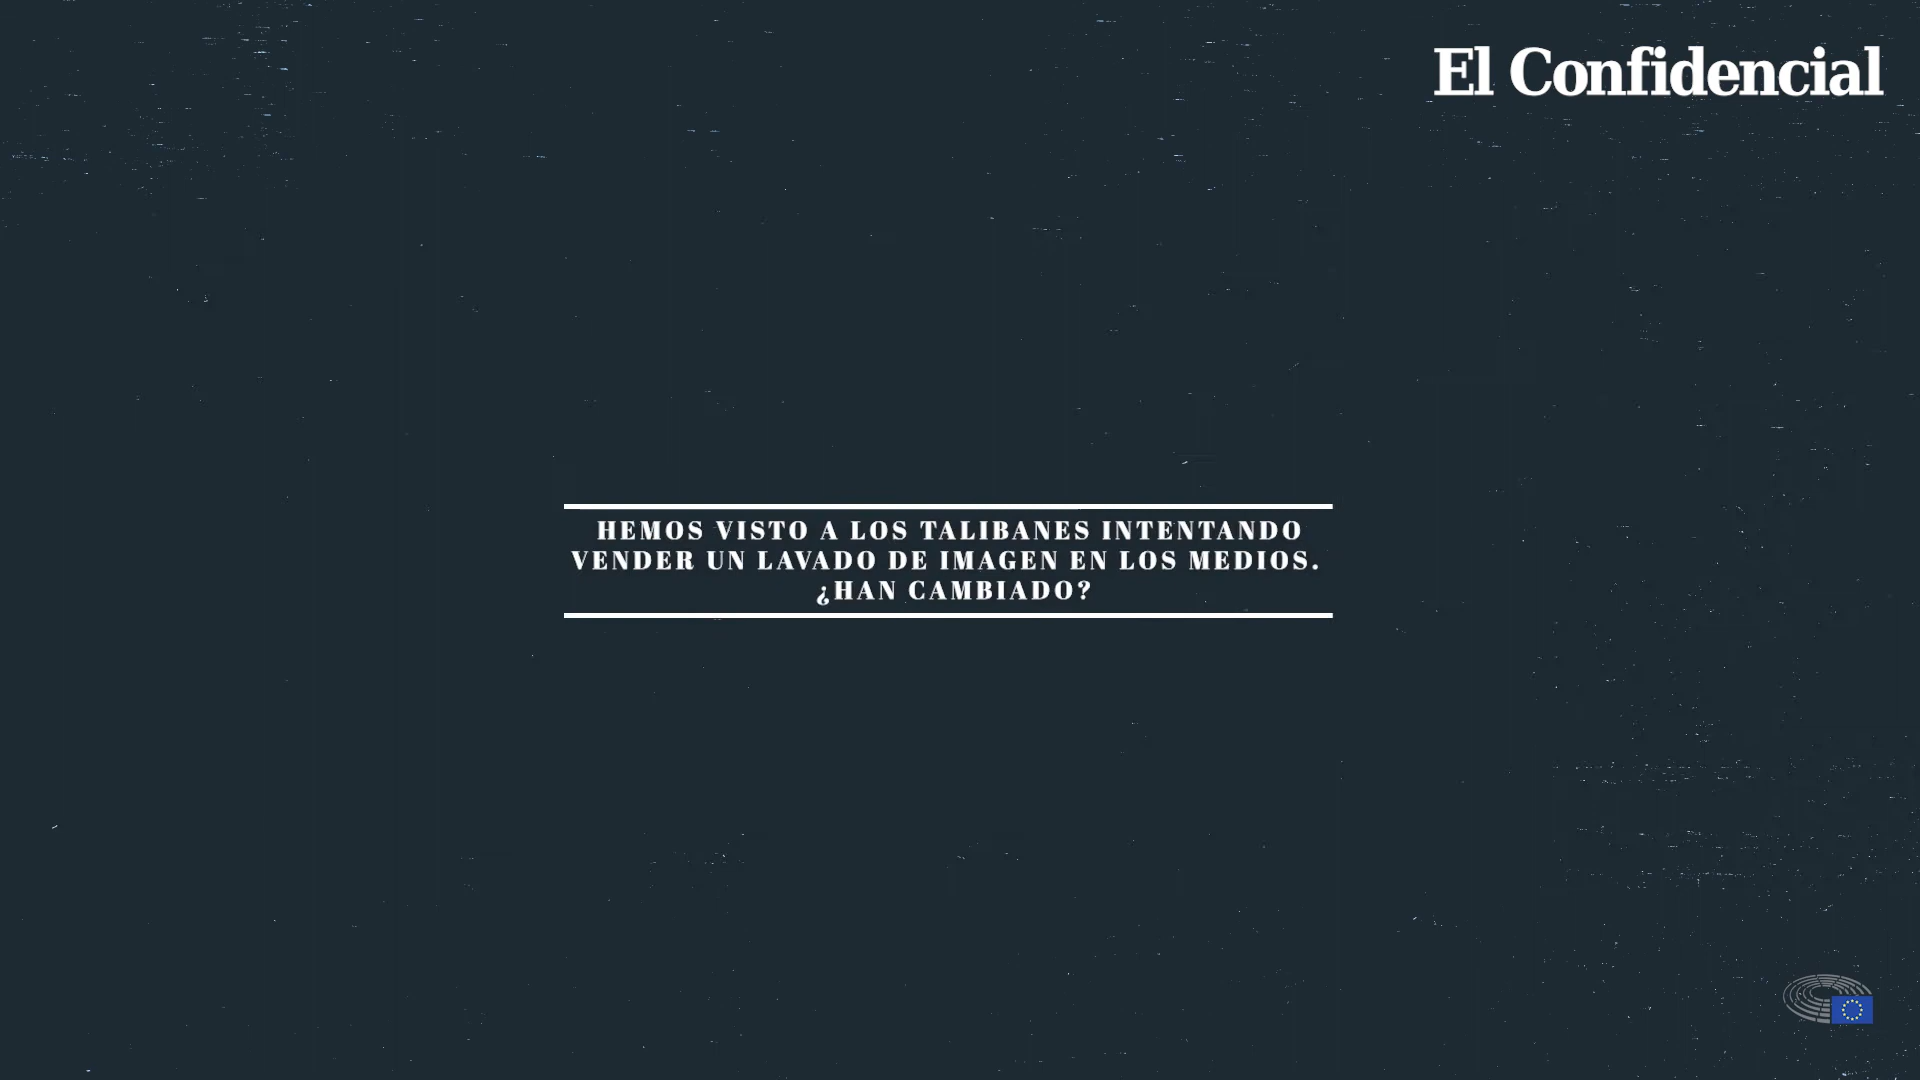 El Confidencial
HEMOS VISTO A LOS TALIBANES INTENTANDO
VENDER UN LAVADO DE IMAGEN EN LOS MEDIOS.
¿HAN CAMBIADO?